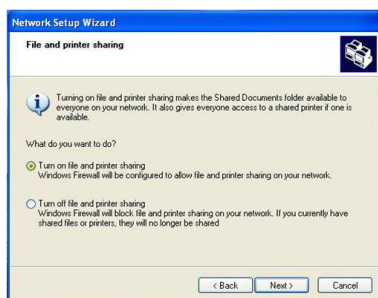 Network Setup Wizard
File and printer sharing
Turning on file and printer sharing makes the Shared Documents folder available to
everyone on your network. It also gives everyone access to a shared printer if one is
available.
What do you want to do?
Turn on file and printer sharing
Windows Firewall will be configured to allow file and printer sharing on your network.
Turn off file and printer sharing
Windows Firewall will block file and printer sharing on your network. If you currently have
shared files or printers, they will no longer be shared
< Back
Next >
Cancel